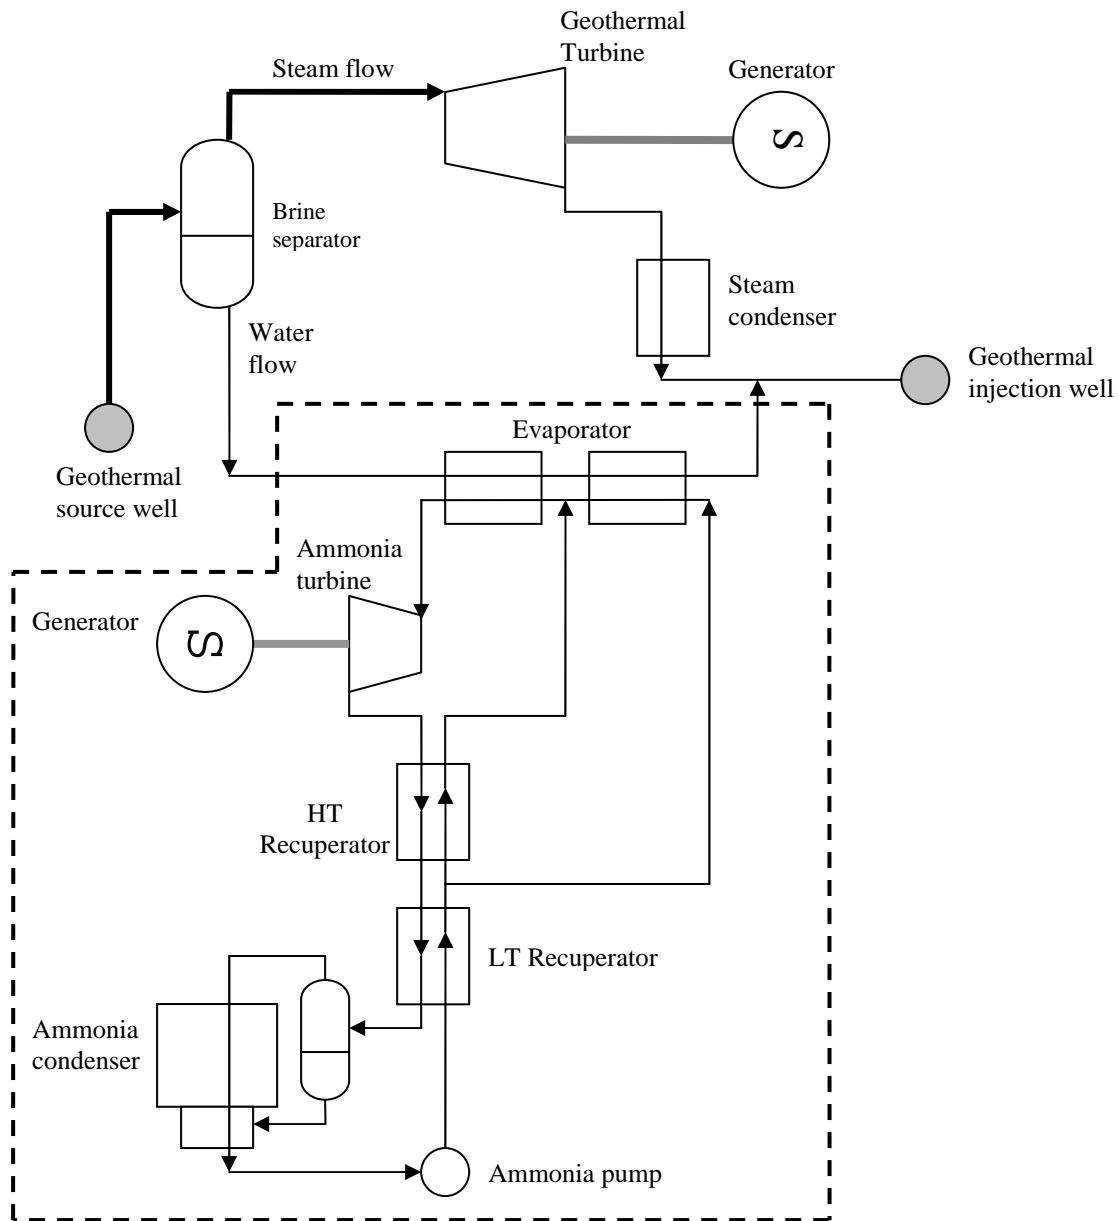 Geothermal
Turbine
Steam flow
Generator
S
Brine
separator
Steam
condenser
Water
flow
Geothermal
injection well
Evaporator
Geothermal
source well
Ammonia
turbine
Generator
S
HT
Recuperator
LT Recuperator
Ammonia
condenser
Ammonia pump